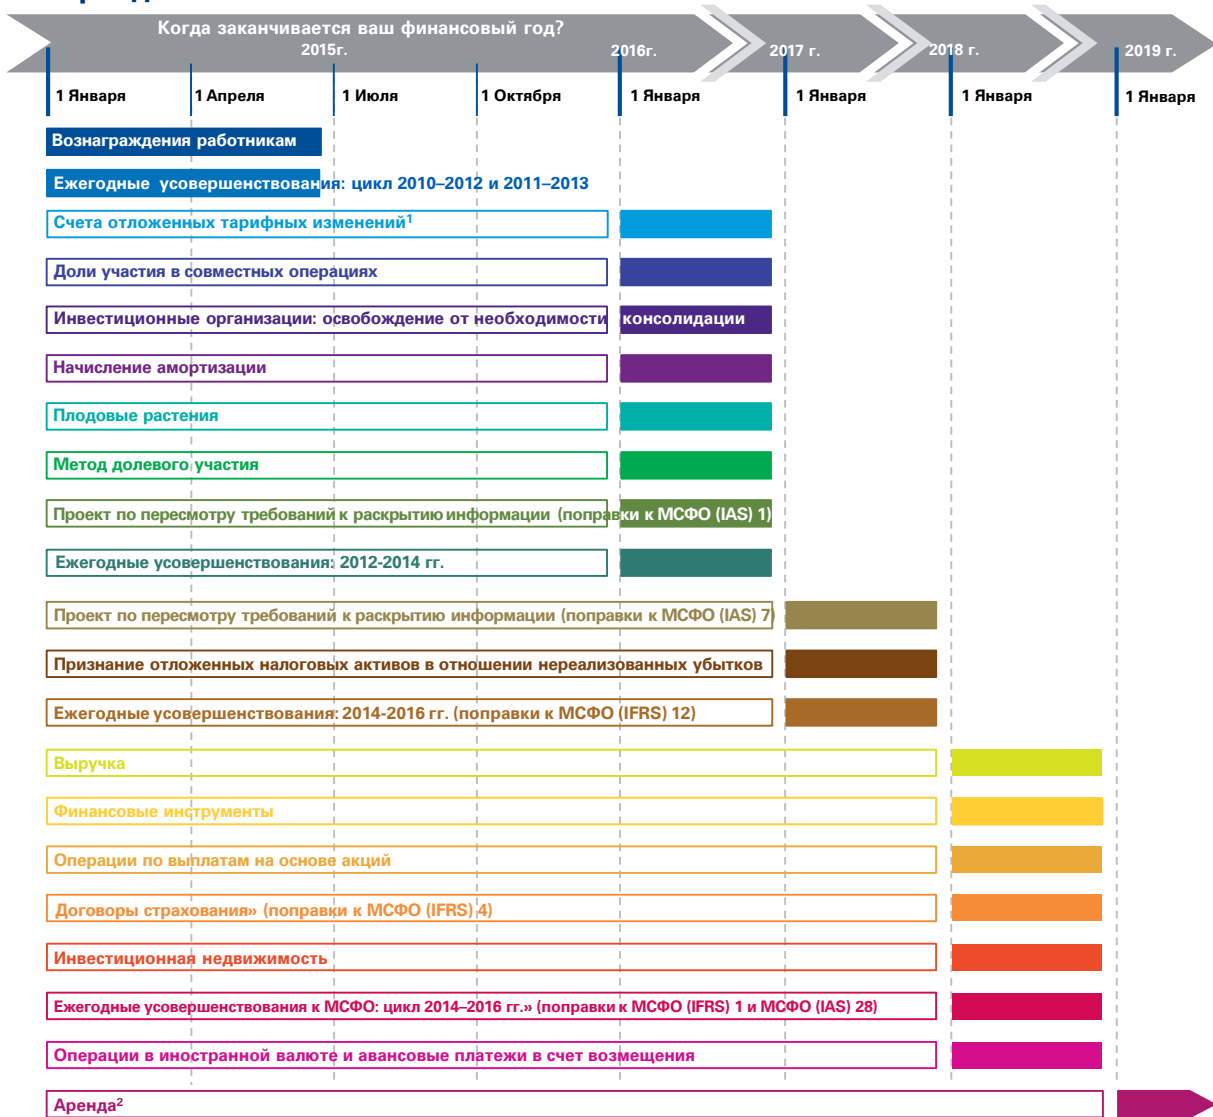 Когда заканчивается ваш финансовый год?
2015г. 2016г. 2017 г. 2018 г. 2019 г.
1 Января 1 Апреля 1 Июля 1 Октября 1 Января 1 Января 1 Января 1 Января
Вознаграждения работникам
Ежегодные усовершенствования: цикл 2010–2012 и 2011–2013
Счета отложенных тарифных изменений1
Доли участия в совместных операциях
Инвестиционные организации: освобождение от необходимости консолидации
Начисление амортизации
Плодовые растения
Метод долевого участия
Проект по пересмотру требований к раскрытию информации (поправки к МСФО (IAS) 1)
Ежегодные усовершенствования: 2012-2014 гг.
Проект по пересмотру требований к раскрытию информации (поправки к МСФО (IAS) 7)
Признание отложенных налоговых активов в отношении нереализованных убытков
Ежегодные усовершенствования: 2014-2016 гг. (поправки к МСФО (IFRS) 12)
Выручка
Финансовые инструменты
Операции по выплатам на основе акций
Договоры страхования» (поправки к МСФО (IFRS) 4)
Инвестиционная недвижимость
Ежегодные усовершенствования к МСФО: цикл 2014–2016 гг.» (поправки к МСФО (IFRS) 1 и МСФО (IAS) 28)
Операции в иностранной валюте и авансовые платежи в счет возмещения
Аренда2